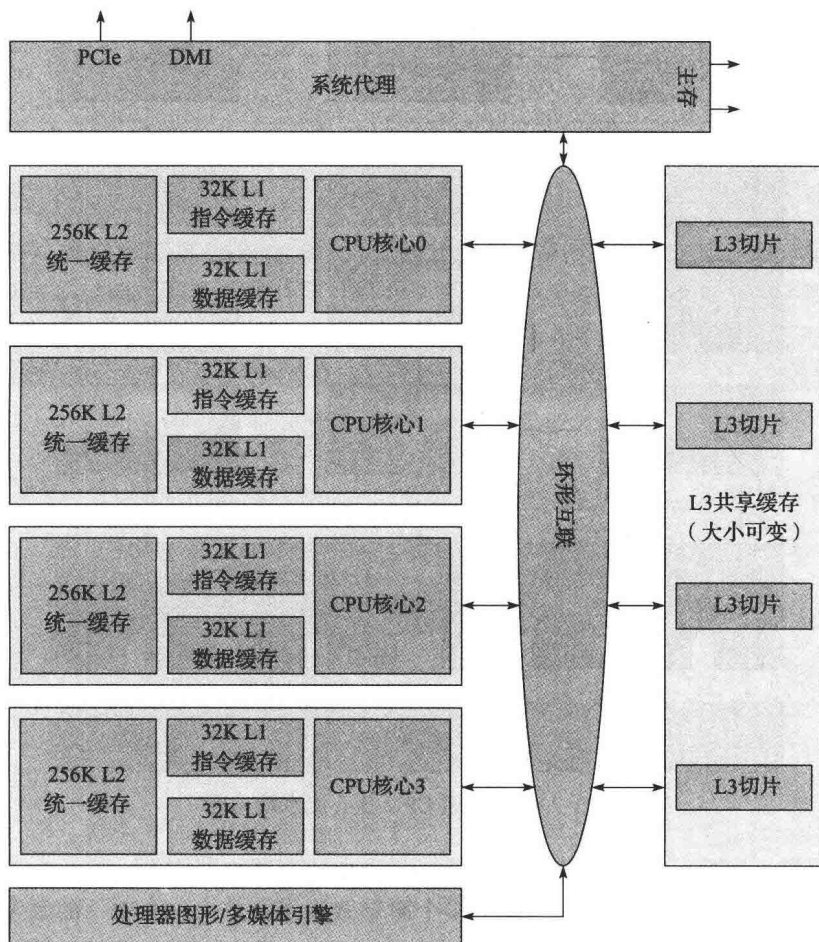 PCIe
DMI
系统代理
主存
256K L2
统一缓存
32K L1
指令缓存
32K L1
数据缓存
CPU核心0
L3切片
256K L2
统一缓存
32K L1
指令缓存
32K L1
数据缓存
CPU核心1
L3切片
环形互联
L3共享缓存
（大小可变）
256K L2
统一缓存
32K L1
指令缓存
32K L1
数据缓存
CPU核心2
L3切片
256K L2
统一缓存
32K L1
指令缓存
32K L1
数据缓存
CPU核心3
L3切片
处理器图形/多媒体引擎